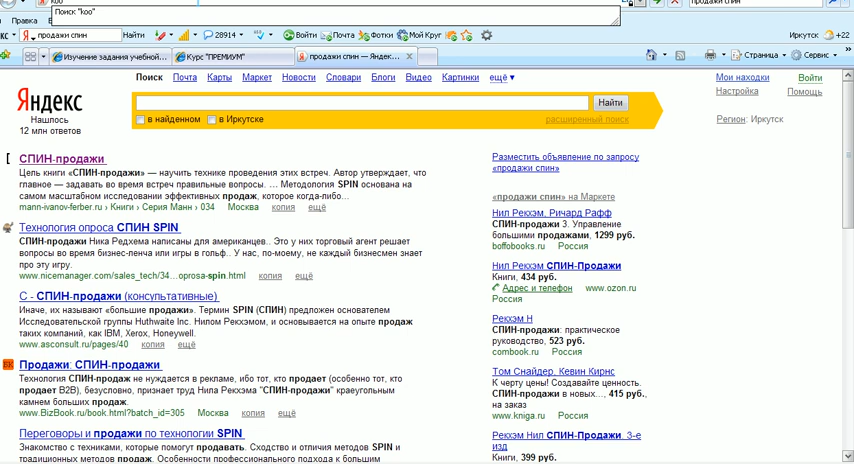 koo
продажи спин
Поиск "koo"
Правка
продажи спин Найти 28914 Войти Почта Фотки Мой Круг Иркутск +22
Изучение задания учебной... Курс "ПРЕМИУМ" продажи спин — Яндекс... Страница Сервис
Поиск Почта Карты Маркет Новости Словари Блоги Видео Картинки ещё Мои находки Войти
Яндекс Найти Настройка Помощь
Нашлось
12 млн ответов
в найденном в Иркутске расширенный поиск Регион: Иркутск
СПИН-продажи
Цель книги «СПИН-продажи» — научить технике проведения этих встреч. Автор утверждает, что
главное — задавать во время встреч правильные вопросы. ... Методология SPIN основана на
самом масштабном исследовании эффективных продаж, которое когда-либо...
mann-ivanov-ferber.ru › Книги › Серия Манн › 034 Москва копия ещё
Технология опроса СПИН SPIN
СПИН-продажи Ника Редхема написаны для американцев.. Это у них торговый агент решает
вопросы во время бизнес-ленча или игры в гольф.. У нас, по-моему, не каждый бизнесмен знает
про эту игру.
www.nicemanager.com/sales_tech/34...oprosa-spin.html копия ещё
С - СПИН-продажи (консультативные)
Иначе, их называют «большие продажи». Термин SPIN (СПИН) предложен основателем
Исследовательской группы Huthwaite Inc. Нилом Рекхэмом, и основывается на опыте продаж
таких компаний, как IBM, Xerox, Honeywell.
www.asconsult.ru/pages/40 копия ещё
Продажи: СПИН-продажи
Технология СПИН-продаж не нуждается в рекламе, ибо тот, кто продает (особенно тот, кто
продает B2B), безусловно, признает труд Нила Рекхема "СПИН-продажи" краеугольным
камнем больших продаж.
www.BizBook.ru/book.html?batch_id=305 Москва копия ещё
Переговоры и продажи по технологии SPIN
Знакомство с техниками, которые помогут продавать. Сходство и отличия методов SPIN и
традиционных методов продаж. Особенности профессионального подхода к большим
Разместить объявление по запросу
«продажи спин»
«продажи спин» на Маркете
Нил Рекхэм, Ричард Рафф
СПИН-продажи 3. Управление
большими продажами, 1299 руб.
boffobooks.ru Россия
Нил Рекхэм СПИН-Продажи
Книги, 434 руб.
Адрес и телефон www.ozon.ru
Россия
Рекхэм Н
СПИН-продажи: практическое
руководство, 523 руб.
combook.ru Россия
Том Снайдер, Кевин Кирнс
К черту цены! Создавайте ценность.
СПИН-продажи в новых..., 415 руб.,
на заказ
www.kniga.ru Россия
Рекхэм Нил СПИН-Продажи. 3-е
изд
Книги, 399 руб.